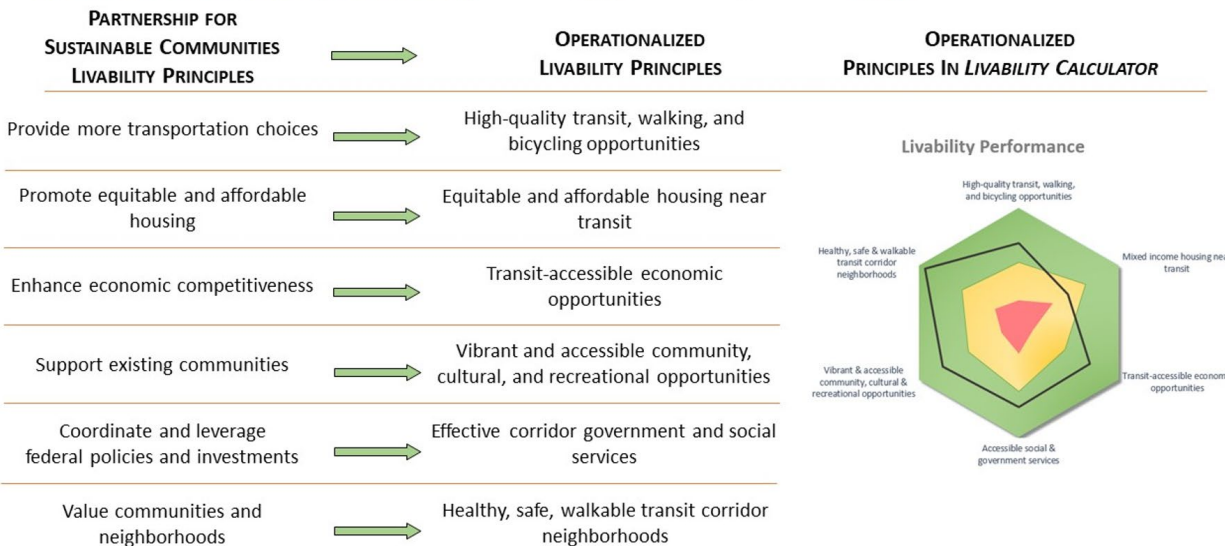 PARTNERSHIP FOR
SUSTAINABLE COMMUNITIES
LIVABILITY PRINCIPLES
OPERATIONALIZED
LIVABILITY PRINCIPLES
OPERATIONALIZED
PRINCIPLES IN LIVABILITY CALCULATOR
Provide more transportation choices
High-quality transit, walking, and
bicycling opportunities
Promote equitable and affordable
housing
Equitable and affordable housing near
transit
Enhance economic competitiveness
Transit-accessible economic
opportunities
Support existing communities
Vibrant and accessible community,
cultural, and recreational opportunities
Coordinate and leverage
federal policies and investments
Effective corridor government and social
services
Value communities and
neighborhoods
Healthy, safe, walkable transit corridor
neighborhoods
Livability Performance
High-quality transit, walking,
and bicycling opportunities
Healthy, safe & walkable
transit corridor
neighborhoods
Mixed income housing nea
transit
Vibrant & accessible
community, cultural &
recreational opportunities
Transit-accessible econom
opportunities
Accessible social &
government services